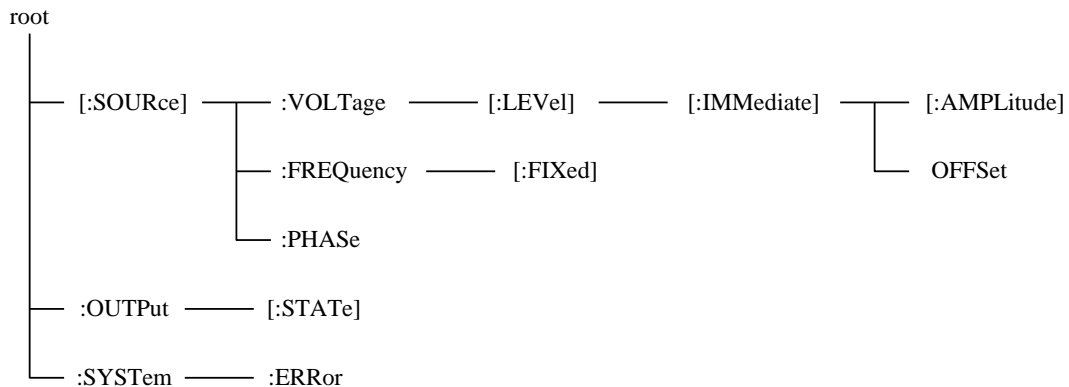 root
[:SOURce] :VOLTage [:LEVel] [:IMMediate] [:AMPLitude]
:FREQuency [:FIXed] OFFSet
:PHASe
:OUTPut [:STATe]
:SYSTem :ERRor